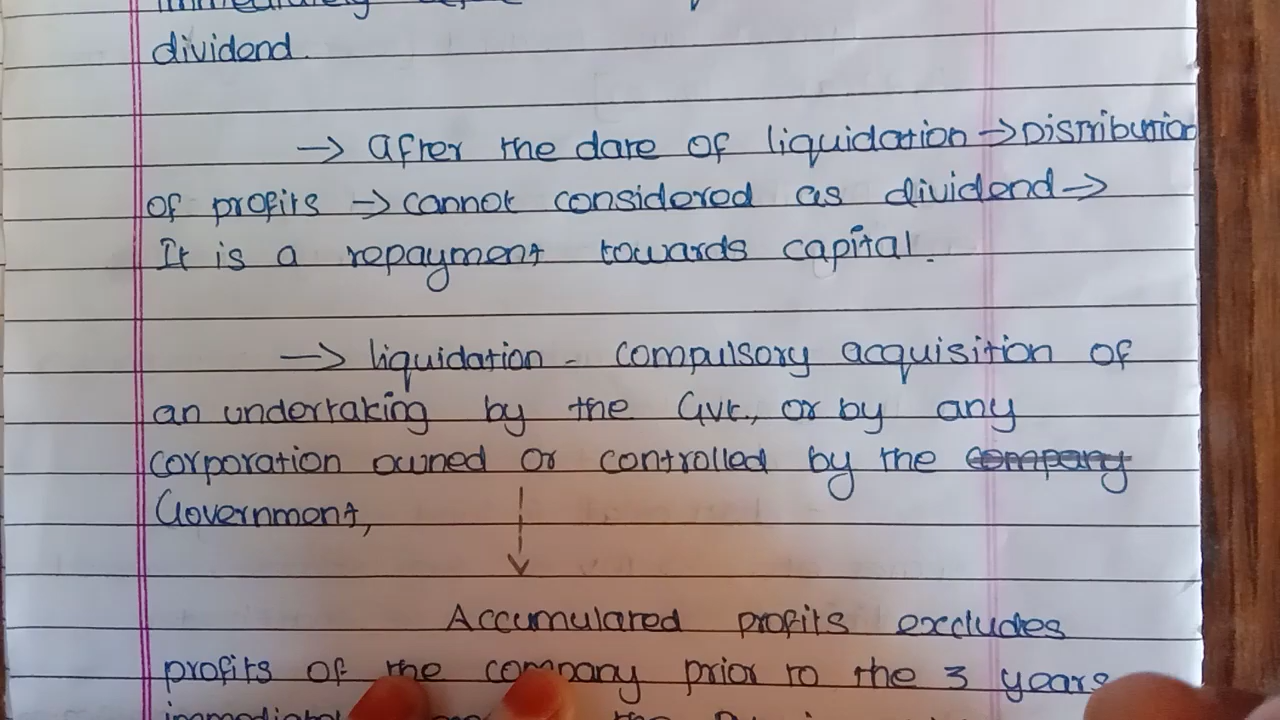 immediately
dividend.
→ After the date of liquidation → Distribution
of profits → cannot considered as dividend →
It is a repayment towards capital.
→ liquidation - compulsory acquisition of
an undertaking by the Gvt., or by any
corporation owned or controlled by the company
Government,
Accumulated profits excludes
profits of the company prior to the 3 years
the